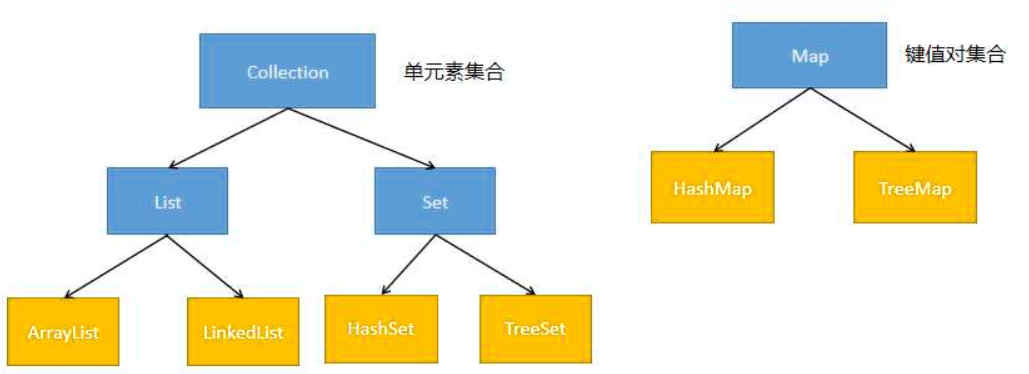 Collection
单元素集合
List
Set
ArrayList
LinkedList
HashSet
TreeSet
Map
键值对集合
HashMap
TreeMap